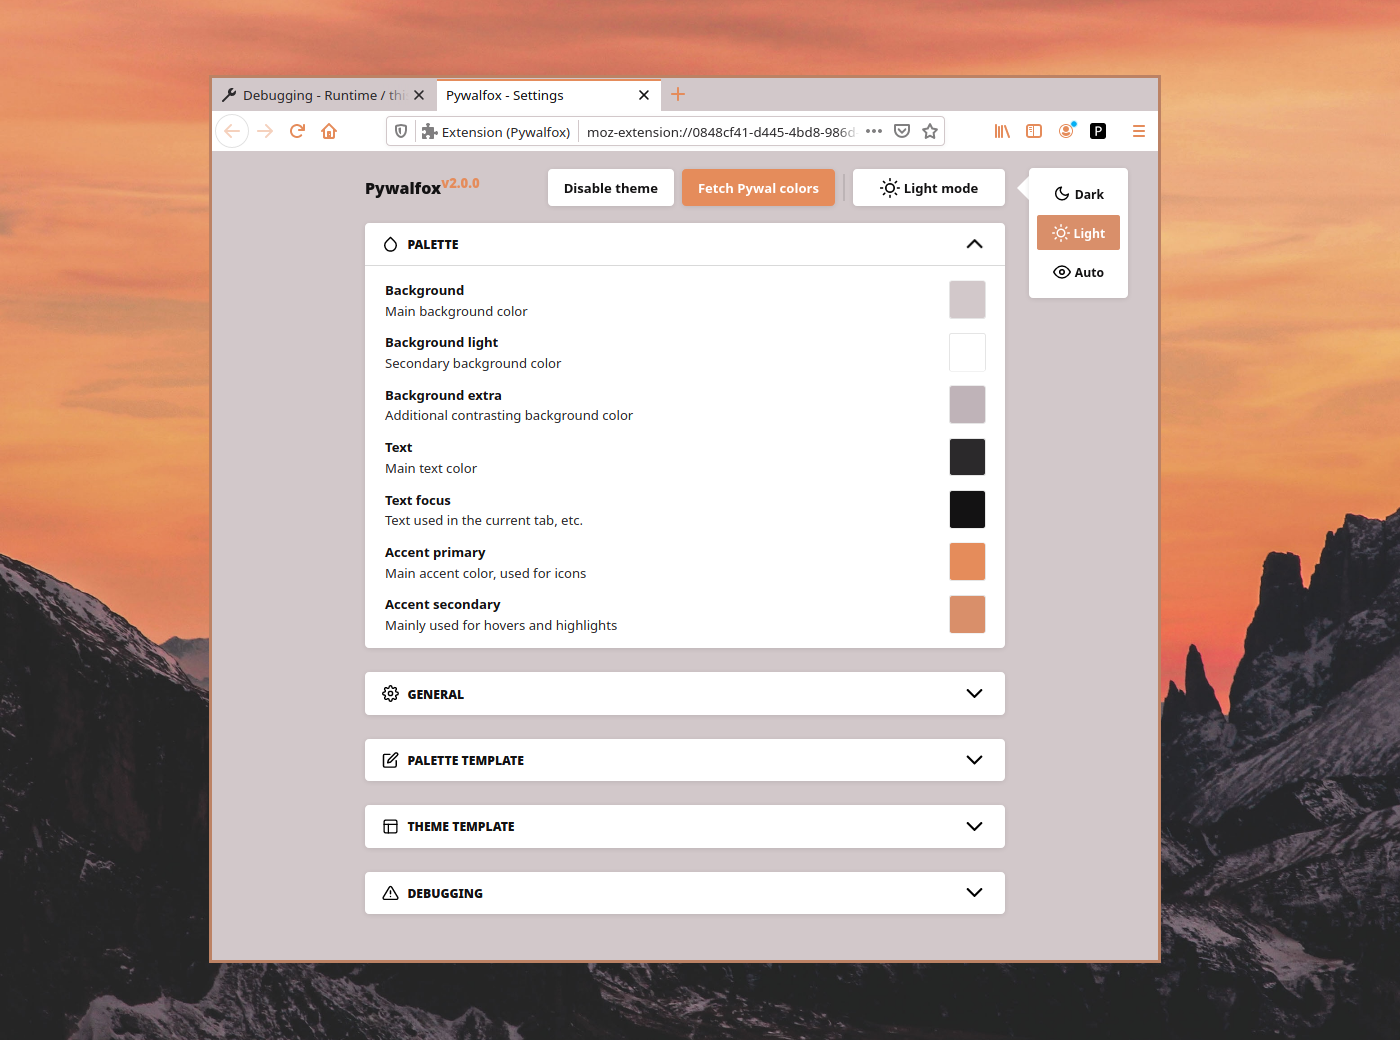 Debugging - Runtime / thi
Pywalfox - Settings
Extension (Pywalfox)
moz-extension://0848cf41-d445-4bd8-986d-
P
Pywalfox v2.0.0
Disable theme
Fetch Pywal colors
Light mode
Dark
Light
Auto
PALETTE
Background
Main background color
Background light
Secondary background color
Background extra
Additional contrasting background color
Text
Main text color
Text focus
Text used in the current tab, etc.
Accent primary
Main accent color, used for icons
Accent secondary
Mainly used for hovers and highlights
GENERAL
PALETTE TEMPLATE
THEME TEMPLATE
DEBUGGING